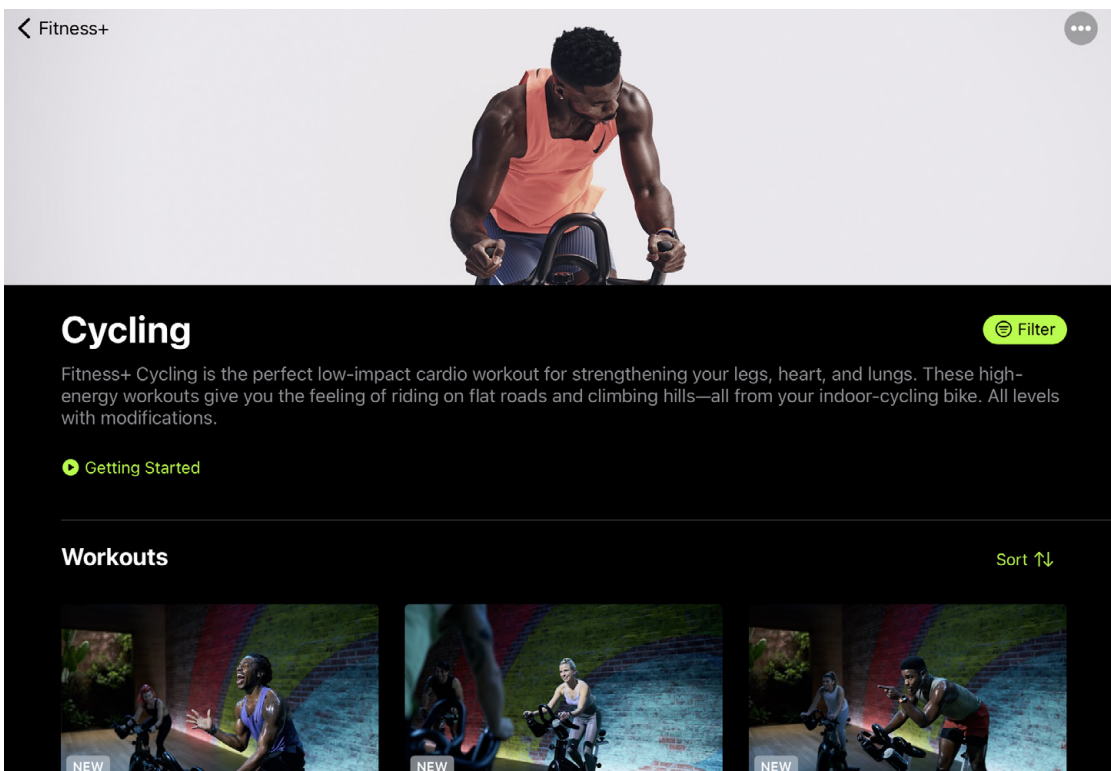 Fitness+
Cycling
Filter
Fitness+ Cycling is the perfect low-impact cardio workout for strengthening your legs, heart, and lungs. These high-
energy workouts give you the feeling of riding on flat roads and climbing hills—all from your indoor-cycling bike. All levels
with modifications.
Getting Started
Workouts
Sort
NEW
NEW
NEW